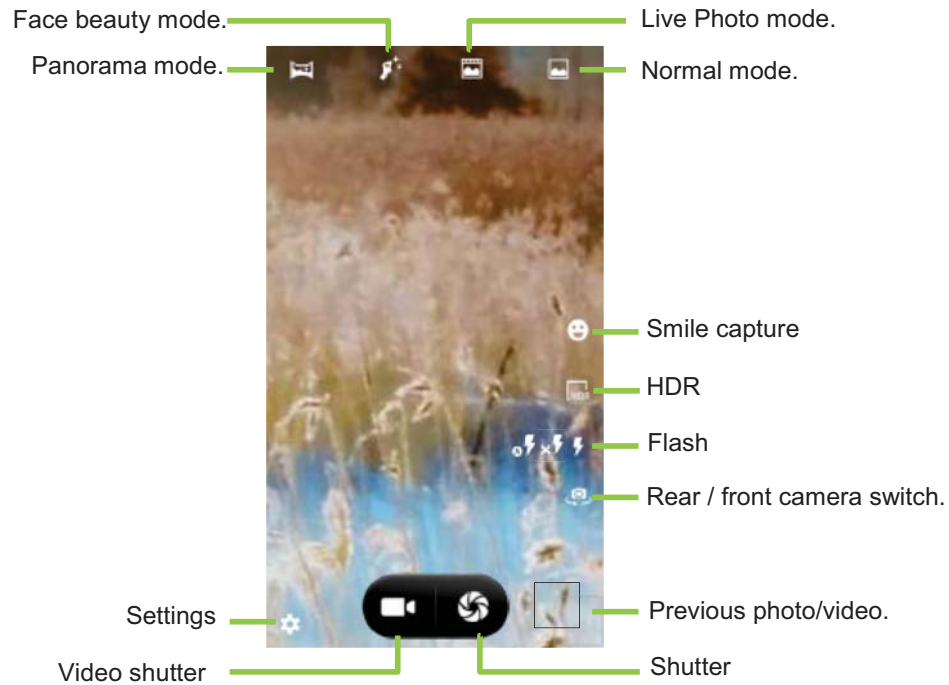 Face beauty mode.
Live Photo mode.
Panorama mode.
Normal mode.
Smile capture
HDR
HDR
Flash
Rear / front camera switch.
Settings
Previous photo/video.
Video shutter
Shutter